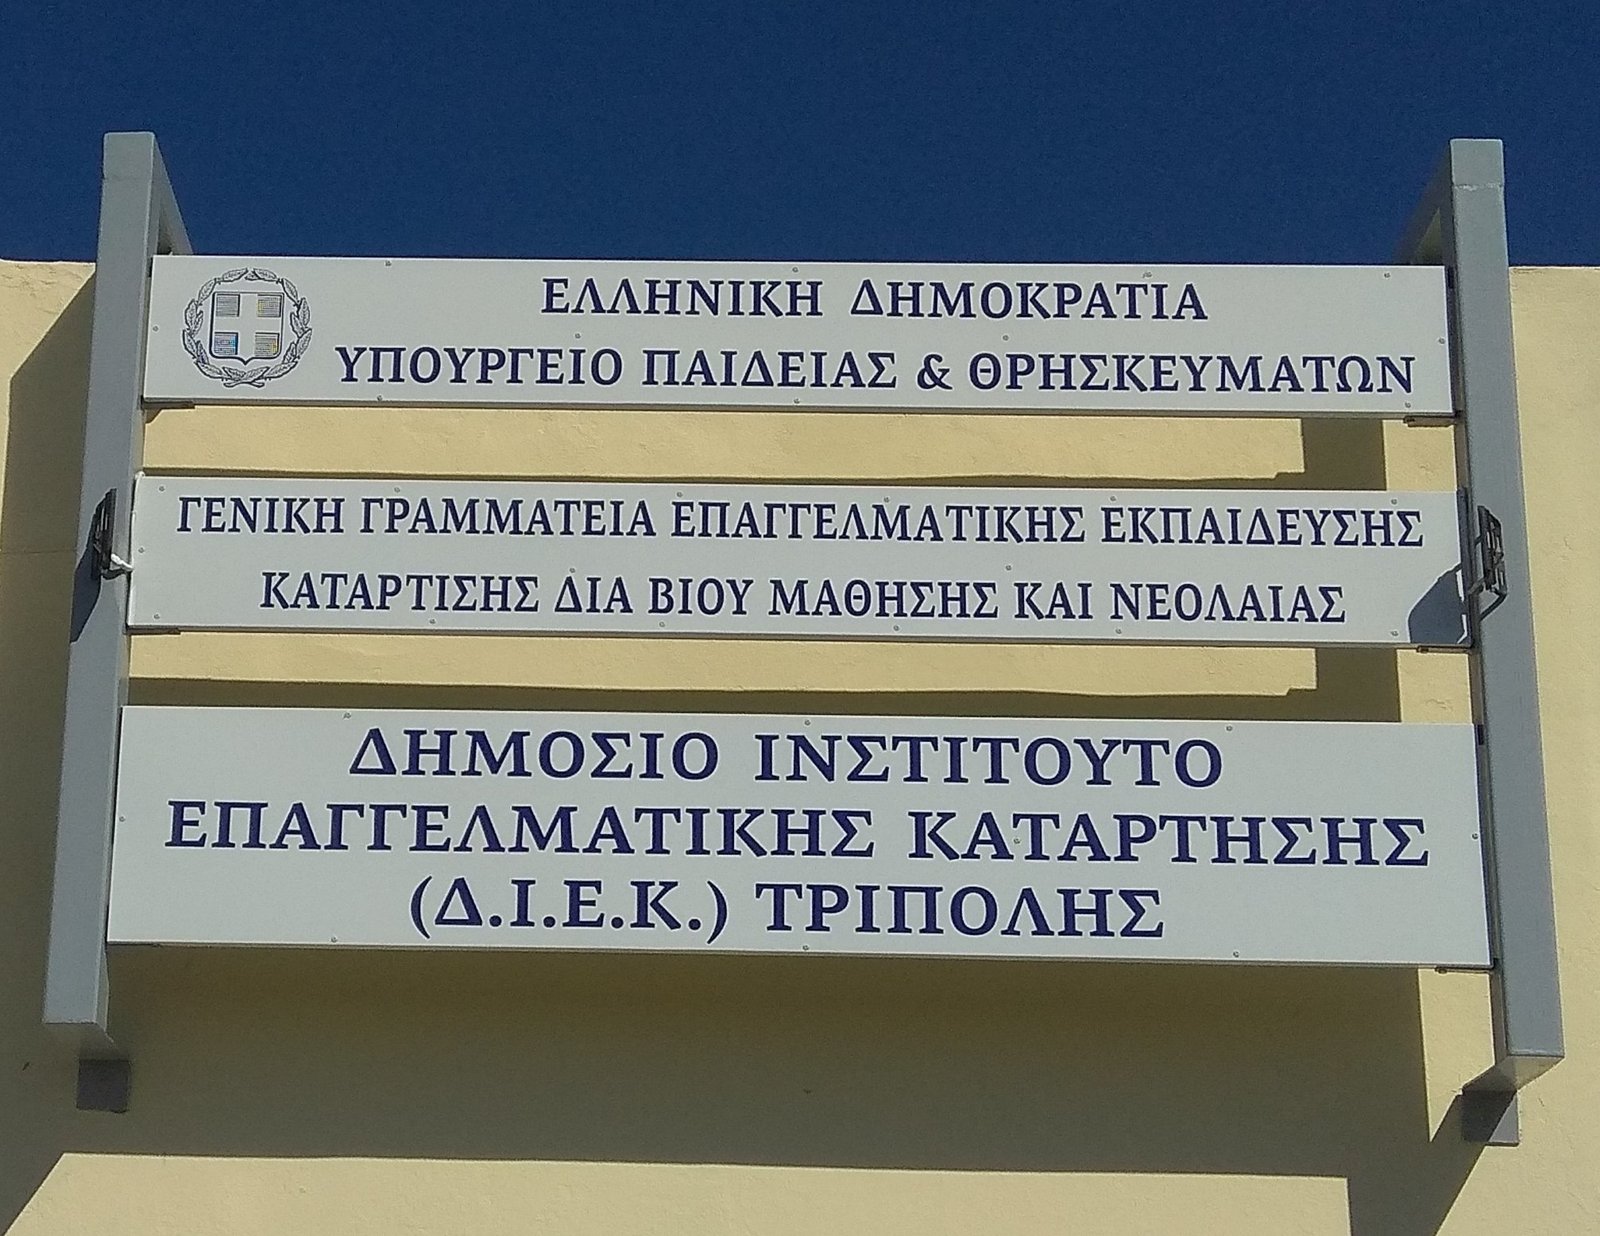 ΕΛΛΗΝΙΚΗ ΔΗΜΟΚΡΑΤΙΑ
ΥΠΟΥΡΓΕΙΟ ΠΑΙΔΕΙΑΣ & ΘΡΗΣΚΕΥΜΑΤΩΝ
ΓΕΝΙΚΗ ΓΡΑΜΜΑΤΕΙΑ ΕΠΑΓΓΕΛΜΑΤΙΚΗΣ ΕΚΠΑΙΔΕΥΣΗΣ
ΚΑΤΑΡΤΙΣΗΣ ΔΙΑ ΒΙΟΥ ΜΑΘΗΣΗΣ ΚΑΙ ΝΕΟΛΑΙΑΣ
ΔΗΜΟΣΙΟ ΙΝΣΤΙΤΟΥΤΟ
ΕΠΑΓΓΕΛΜΑΤΙΚΗΣ ΚΑΤΑΡΤΗΣΗΣ
(Δ.Ι.Ε.Κ.) ΤΡΙΠΟΛΗΣ